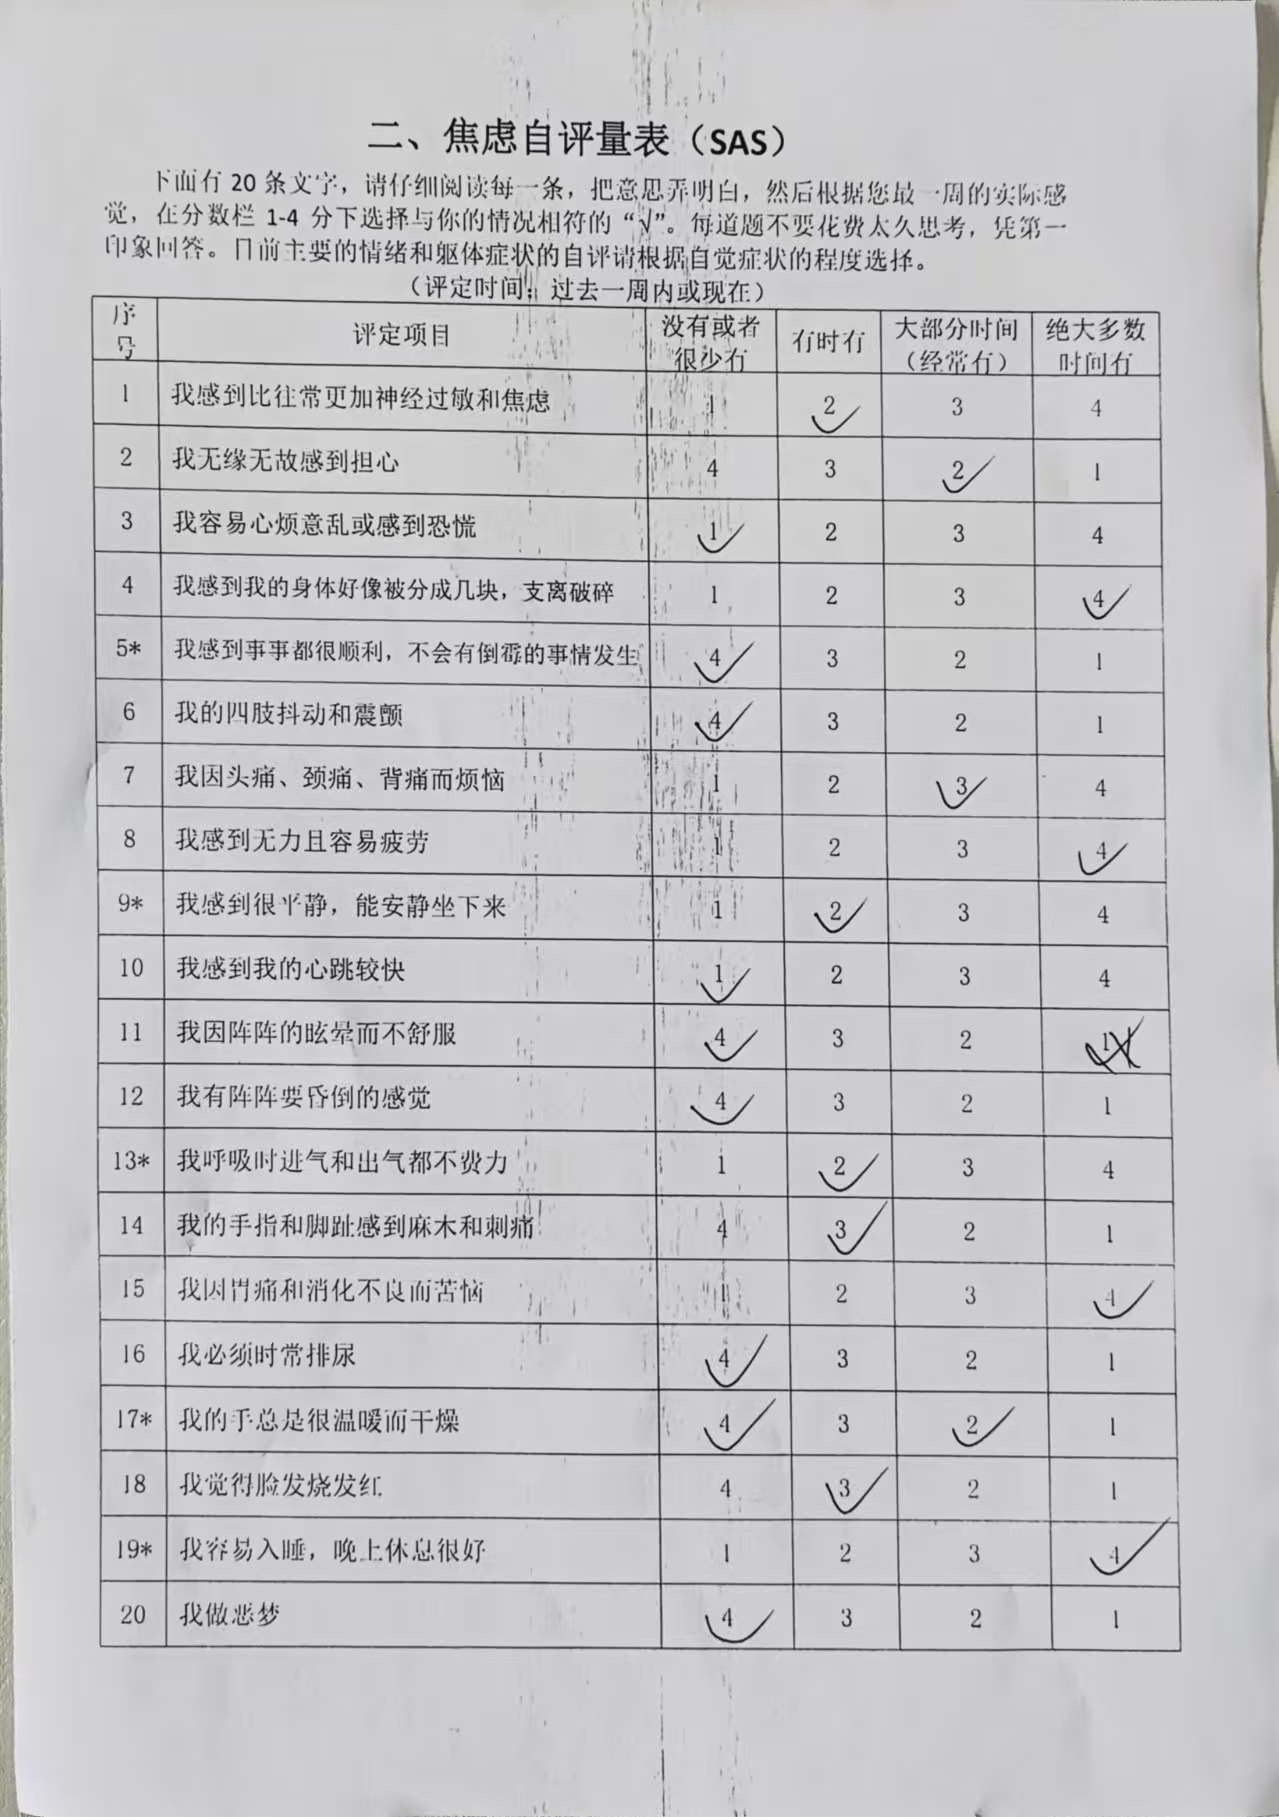 二、焦虑自评量表（SAS）
下面有 20 条文字，请仔细阅读每一条，把意思弄明白，然后根据您最一周的实际感
觉，在分数栏 1-4 分下选择与你的情况相符的“√”。每道题不要花费太久思考，凭第一
印象回答。目前主要的情绪和躯体症状的自评请根据自觉症状的程度选择。
（评定时间：过去一周内或现在）
序号 评定项目 没有或者很少有 有时有 大部分时间（经常有） 绝大多数时间有
1 我感到比往常更加神经过敏和焦虑 1 2 ✓ 3 4
2 我无缘无故感到担心 4 3 2 ✓ 1
3 我容易心烦意乱或感到恐慌 1 ✓ 2 3 4
4 我感到我的身体好像被分成几块，支离破碎 1 2 3 4 ✓
5* 我感到事事都很顺利，不会有倒霉的事情发生 4 ✓ 3 2 1
6 我的四肢抖动和震颤 4 ✓ 3 2 1
7 我因头痛、颈痛、背痛而烦恼 1 2 3 ✓ 4
8 我感到无力且容易疲劳 1 2 3 4 ✓
9* 我感到很平静，能安静坐下来 1 2 ✓ 3 4
10 我感到我的心跳较快 1 ✓ 2 3 4
11 我因阵阵的眩晕而不舒服 4 ✓ 3 2 1
12 我有阵阵要昏倒的感觉 4 ✓ 3 2 1
13* 我呼吸时进气和出气都不费力 1 2 ✓ 3 4
14 我的手指和脚趾感到麻木和刺痛 4 3 ✓ 2 1
15 我因胃痛和消化不良而苦恼 1 2 3 4 ✓
16 我必须时常排尿 4 ✓ 3 2 1
17* 我的手总是很温暖而干燥 4 ✓ 3 2 ✓ 1
18 我觉得脸发烧发红 4 3 ✓ 2 1
19* 我容易入睡，晚上休息很好 1 2 3 4 ✓
20 我做恶梦 4 ✓ 3 2 1